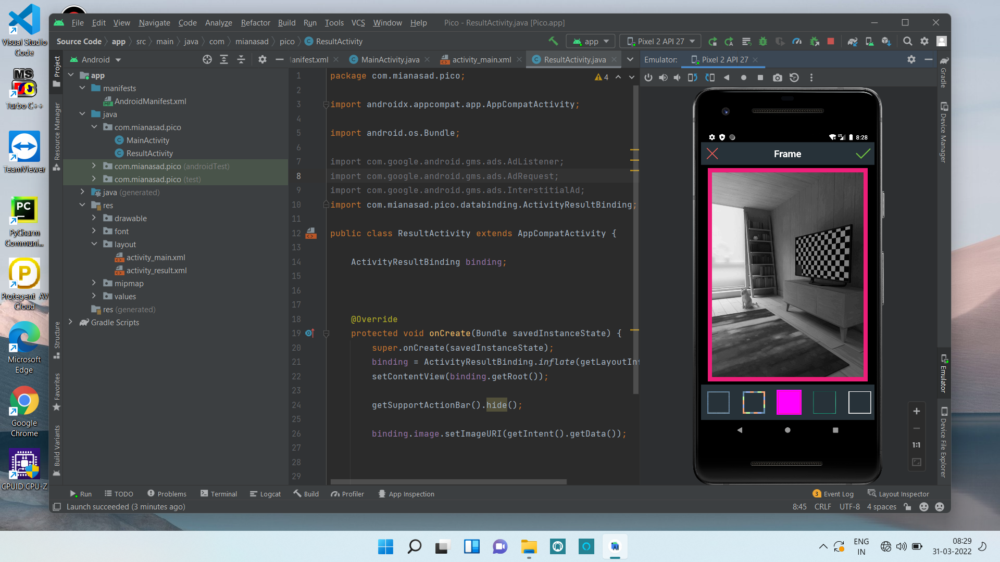 Visual Studio
Code
MS
Turbo C++
TeamViewer
PC
PyCharm
Communi...
P
Protegent AV
Cloud
Microsoft
Edge
Google
Chrome
CPUID CPU-Z
File Edit View Navigate Code Analyze Refactor Build Run Tools VCS Window Help Pico - ResultActivity.java [Pico.app]
Source Code app src main java com mianasad pico ResultActivity
app Pixel 2 API 27
Project
Resource Manager
Structure
Favorites
Build Variants
Android
app
manifests
AndroidManifest.xml
java
com.mianasad.pico
MainActivity
ResultActivity
com.mianasad.pico (androidTest)
com.mianasad.pico (test)
java (generated)
res
drawable
font
layout
activity_main.xml
activity_result.xml
mipmap
values
res (generated)
Gradle Scripts
anifest.xml MainActivity.java activity_main.xml ResultActivity.java
4
1 package com.mianasad.pico;
2
3 import androidx.appcompat.app.AppCompatActivity;
4
5 import android.os.Bundle;
6
7 import com.google.android.gms.ads.AdListener;
8 import com.google.android.gms.ads.AdRequest;
9 import com.google.android.gms.ads.InterstitialAd;
10 import com.mianasad.pico.databinding.ActivityResultBinding;
11
12 public class ResultActivity extends AppCompatActivity {
13
14 ActivityResultBinding binding;
15
16
17
18 @Override
19 protected void onCreate(Bundle savedInstanceState) {
20 super.onCreate(savedInstanceState);
21 binding = ActivityResultBinding.inflate(getLayoutInf
22 setContentView(binding.getRoot());
23
24 getSupportActionBar().hide();
25
26 binding.image.setImageURI(getIntent().getData());
27
28
29
Emulator: Pixel 2 API 27
LTE 8:28
Frame
1:1
Gradle
Device Manager
Emulator
Device File Explorer
Run TODO Problems Terminal Logcat Build Profiler App Inspection 3 Event Log Layout Inspector
Launch succeeded (3 minutes ago) 8:45 CRLF UTF-8 4 spaces
ENG
IN
08:29
31-03-2022